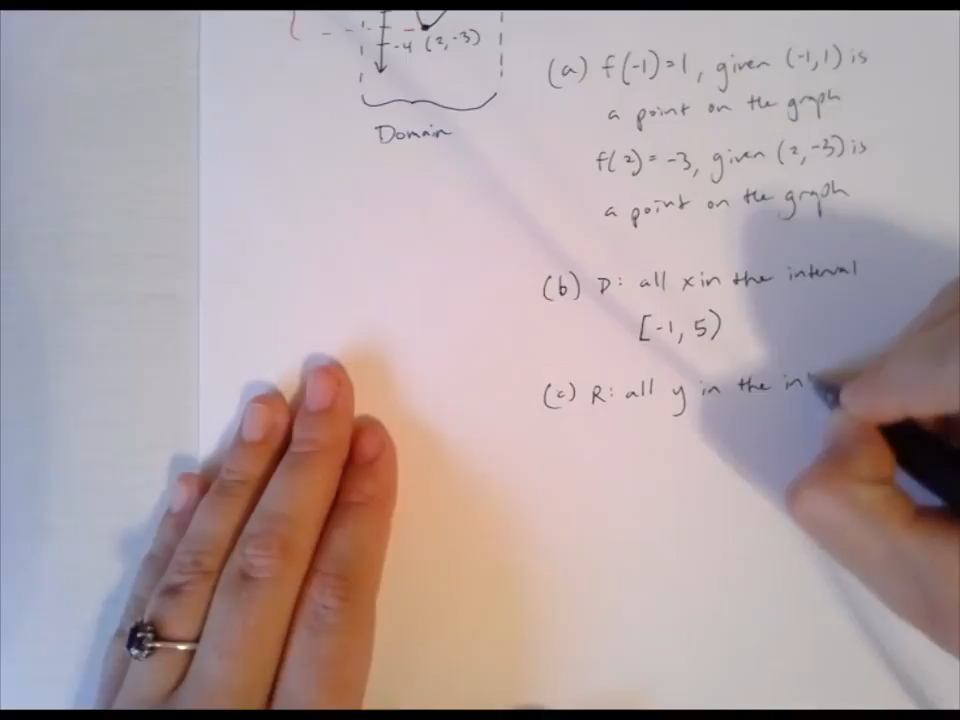 -4 (2,-3)
Domain
(a) f(-1)=1, given (-1,1) is
a point on the graph
f(2) = -3, given (2,-3) is
a point on the graph
(b) D: all x in the interval
[-1, 5)
(c) R: all y in the in